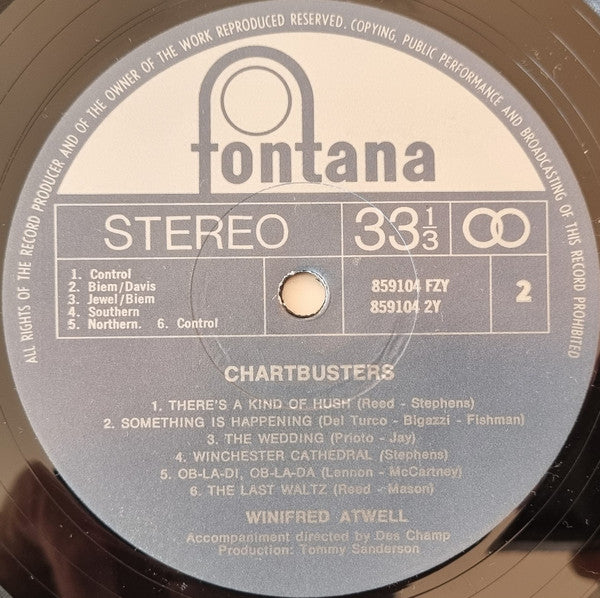 ALL RIGHTS OF THE RECORD PRODUCER AND OF THE OWNER OF THE WORK REPRODUCED RESERVED. COPYING, PUBLIC PERFORMANCE AND BROADCASTING OF THIS RECORD PROHIBITED
fontana
STEREO 33 1/3
1. Control
2. Biem/Davis
3. Jewel/Biem
4. Southern
5. Northern. 6. Control
859104 FZY
859104 2Y
2
CHARTBUSTERS
1. THERE'S A KIND OF HUSH (Reed - Stephens)
2. SOMETHING IS HAPPENING (Del Turco - Bigazzi - Fishman)
3. THE WEDDING (Prioto - Jay)
4. WINCHESTER CATHEDRAL (Stephens)
5. OB-LA-DI, OB-LA-DA (Lennon - McCartney)
6. THE LAST WALTZ (Reed - Mason)
WINIFRED ATWELL
Accompaniment directed by Des Champ
Production: Tommy Sanderson